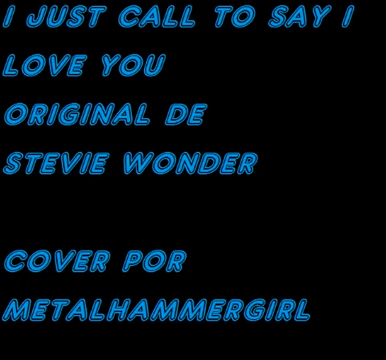 I JUST CALL TO SAY I
LOVE YOU
ORIGINAL DE
STEVIE WONDER
COVER POR
METALHAMMERGIRL